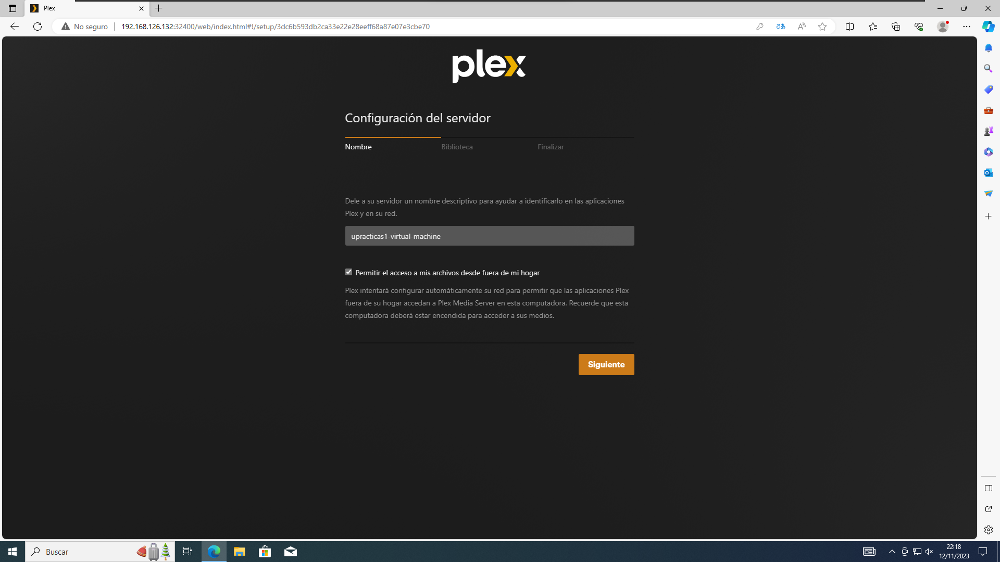 Plex
No seguro
192.168.126.132:32400/web/index.html#!/setup/3dc6b593db2ca33e22e28eeff68a87e07e3cbe70
plex
Configuración del servidor
Nombre
Biblioteca
Finalizar
Dele a su servidor un nombre descriptivo para ayudar a identificarlo en las aplicaciones
Plex y en su red.
upracticas1-virtual-machine
Permitir el acceso a mis archivos desde fuera de mi hogar
Plex intentará configurar automáticamente su red para permitir que las aplicaciones Plex
fuera de su hogar accedan a Plex Media Server en esta computadora. Recuerde que esta
computadora deberá estar encendida para acceder a sus medios.
Siguiente
Buscar
22:18
12/11/2023